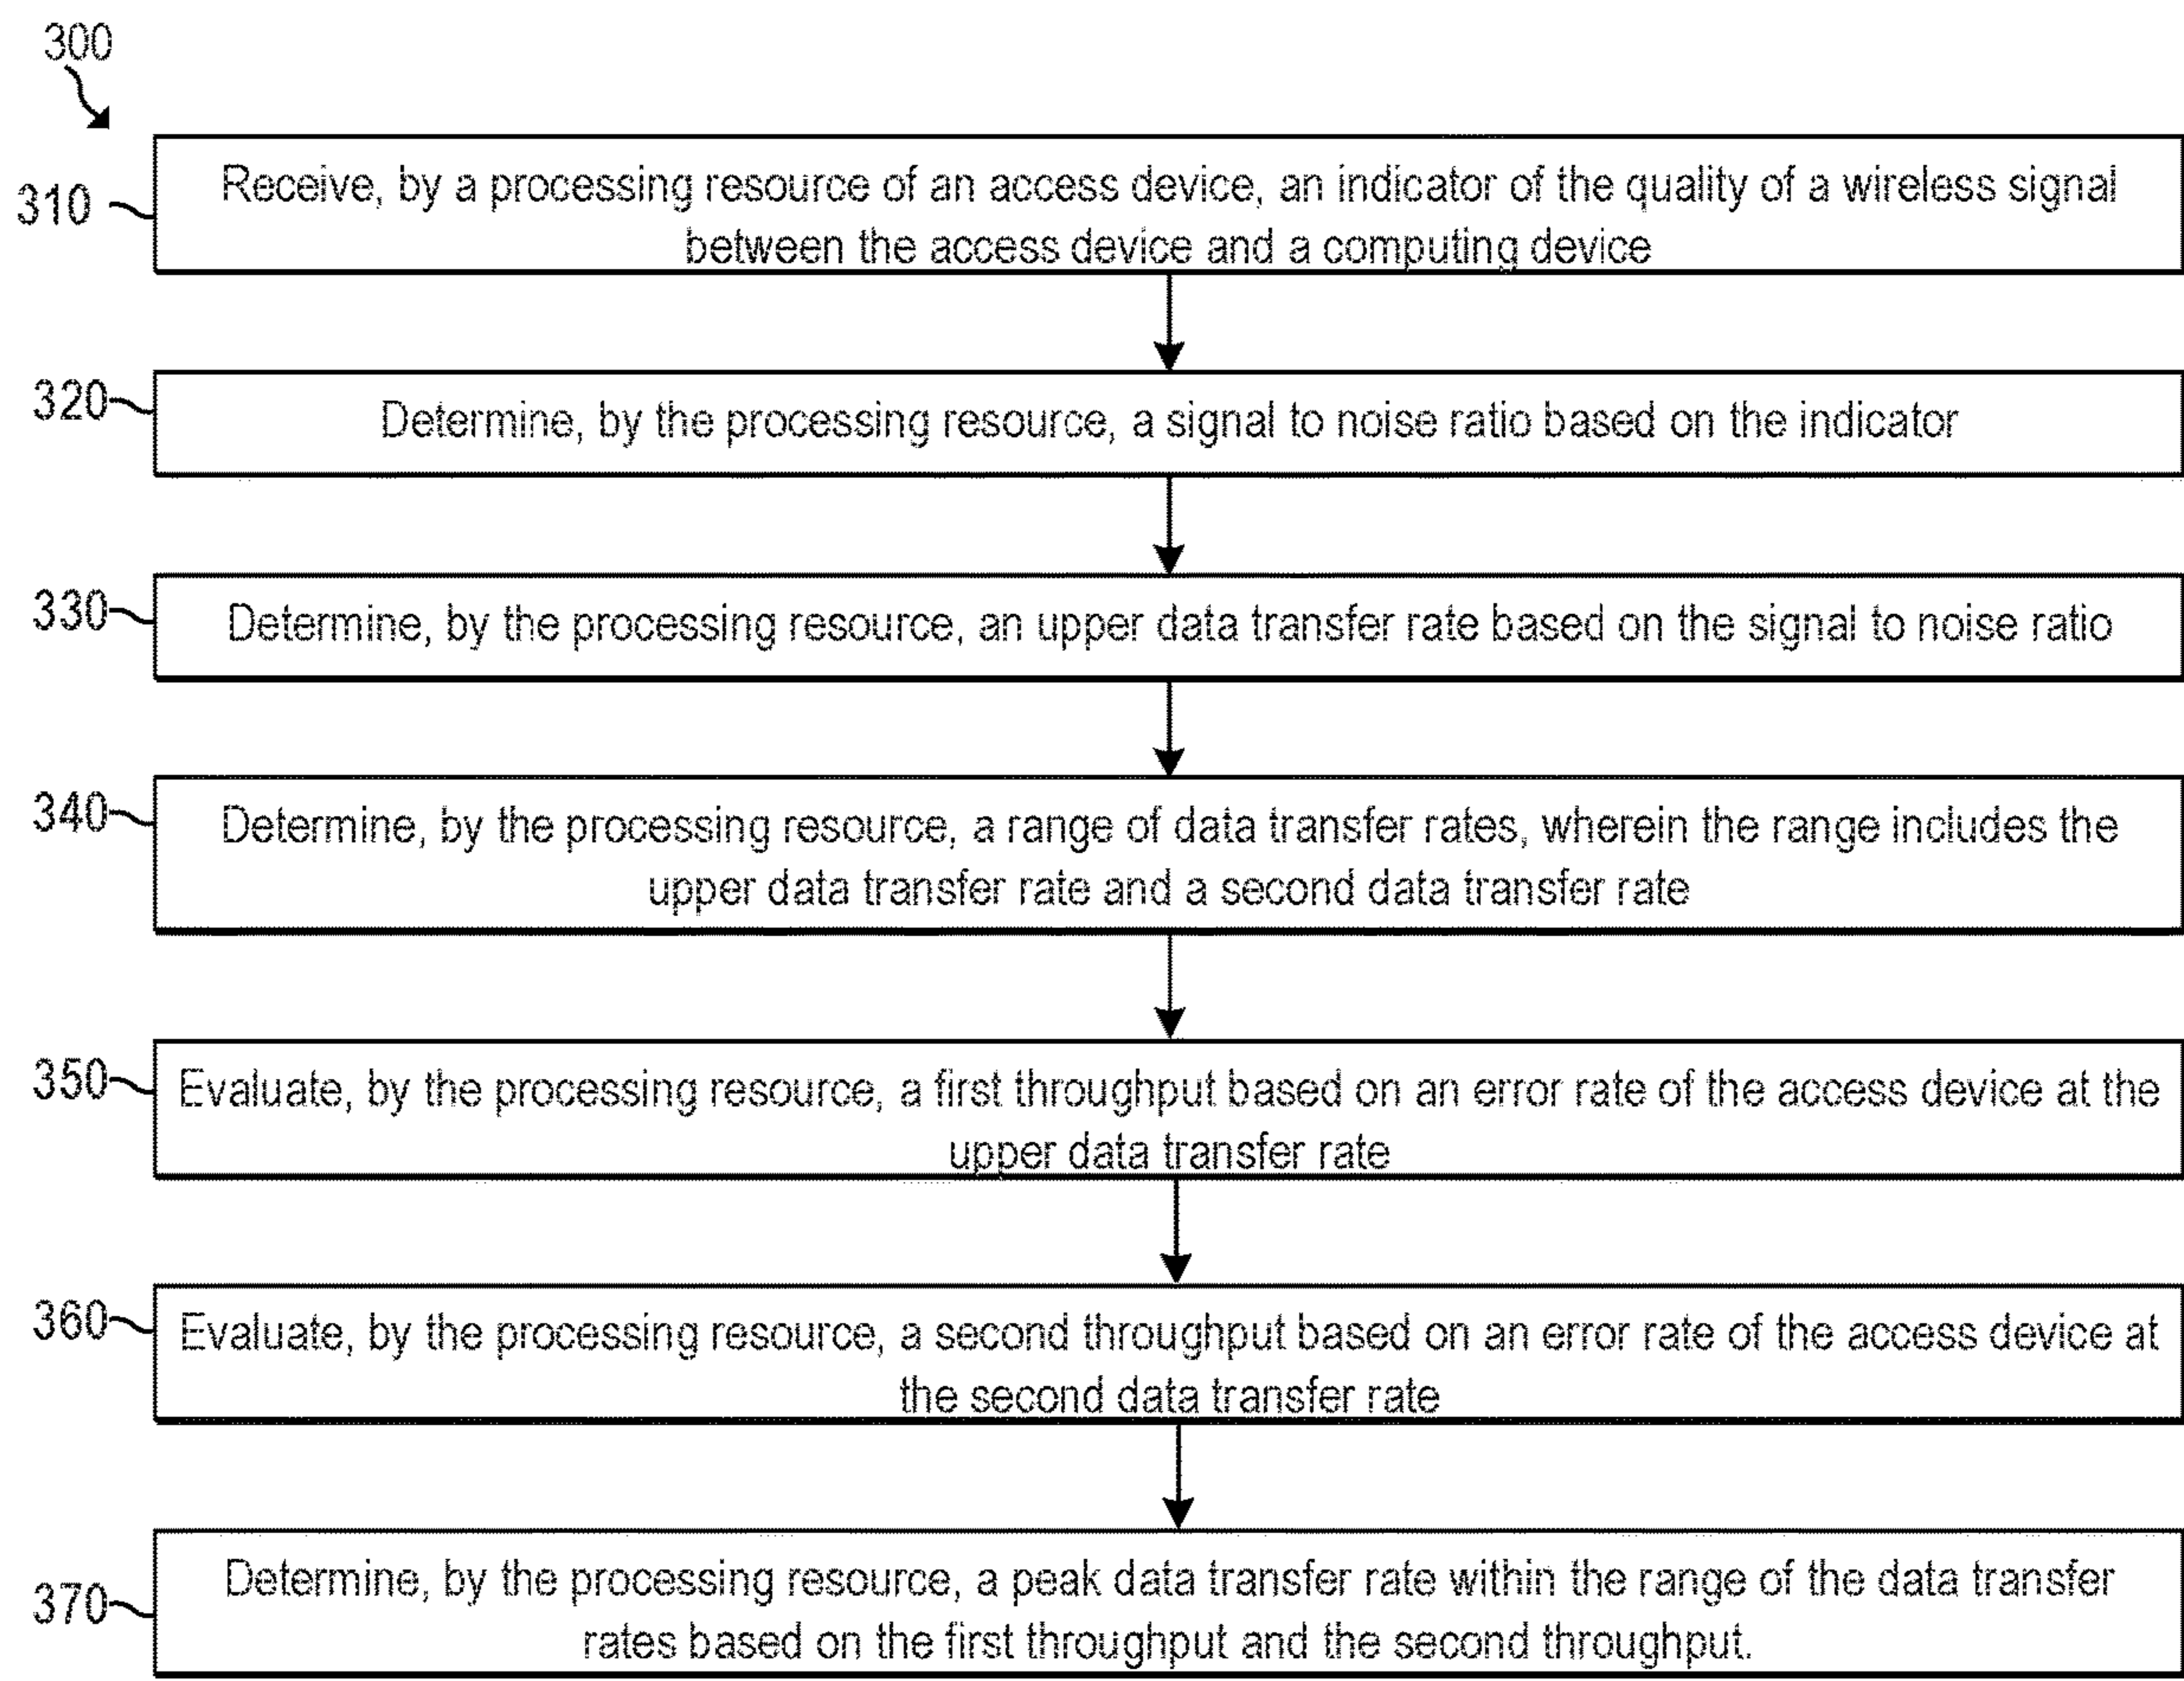 300
310
Receive, by a processing resource of an access device, an indicator of the quality of a wireless signal
between the access device and a computing device
320
Determine, by the processing resource, a signal to noise ratio based on the indicator
330
Determine, by the processing resource, an upper data transfer rate based on the signal to noise ratio
340
Determine, by the processing resource, a range of data transfer rates, wherein the range includes the
upper data transfer rate and a second data transfer rate
350
Evaluate, by the processing resource, a first throughput based on an error rate of the access device at the
upper data transfer rate
360
Evaluate, by the processing resource, a second throughput based on an error rate of the access device at
the second data transfer rate
370
Determine, by the processing resource, a peak data transfer rate within the range of the data transfer
rates based on the first throughput and the second throughput.